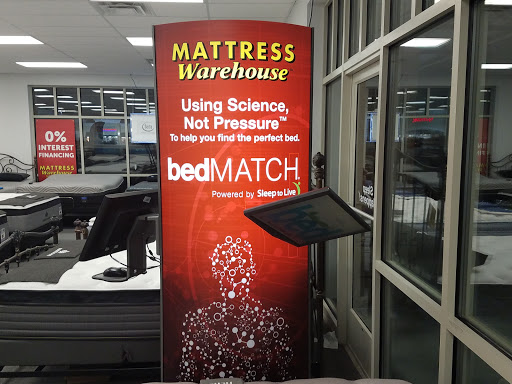 MATTRESS
Warehouse
Using Science,
Not Pressure™
To help you find the perfect bed.
bedMATCH®
Powered by Sleep to Live
0%
INTEREST
FINANCING
MATTRESS
Warehouse